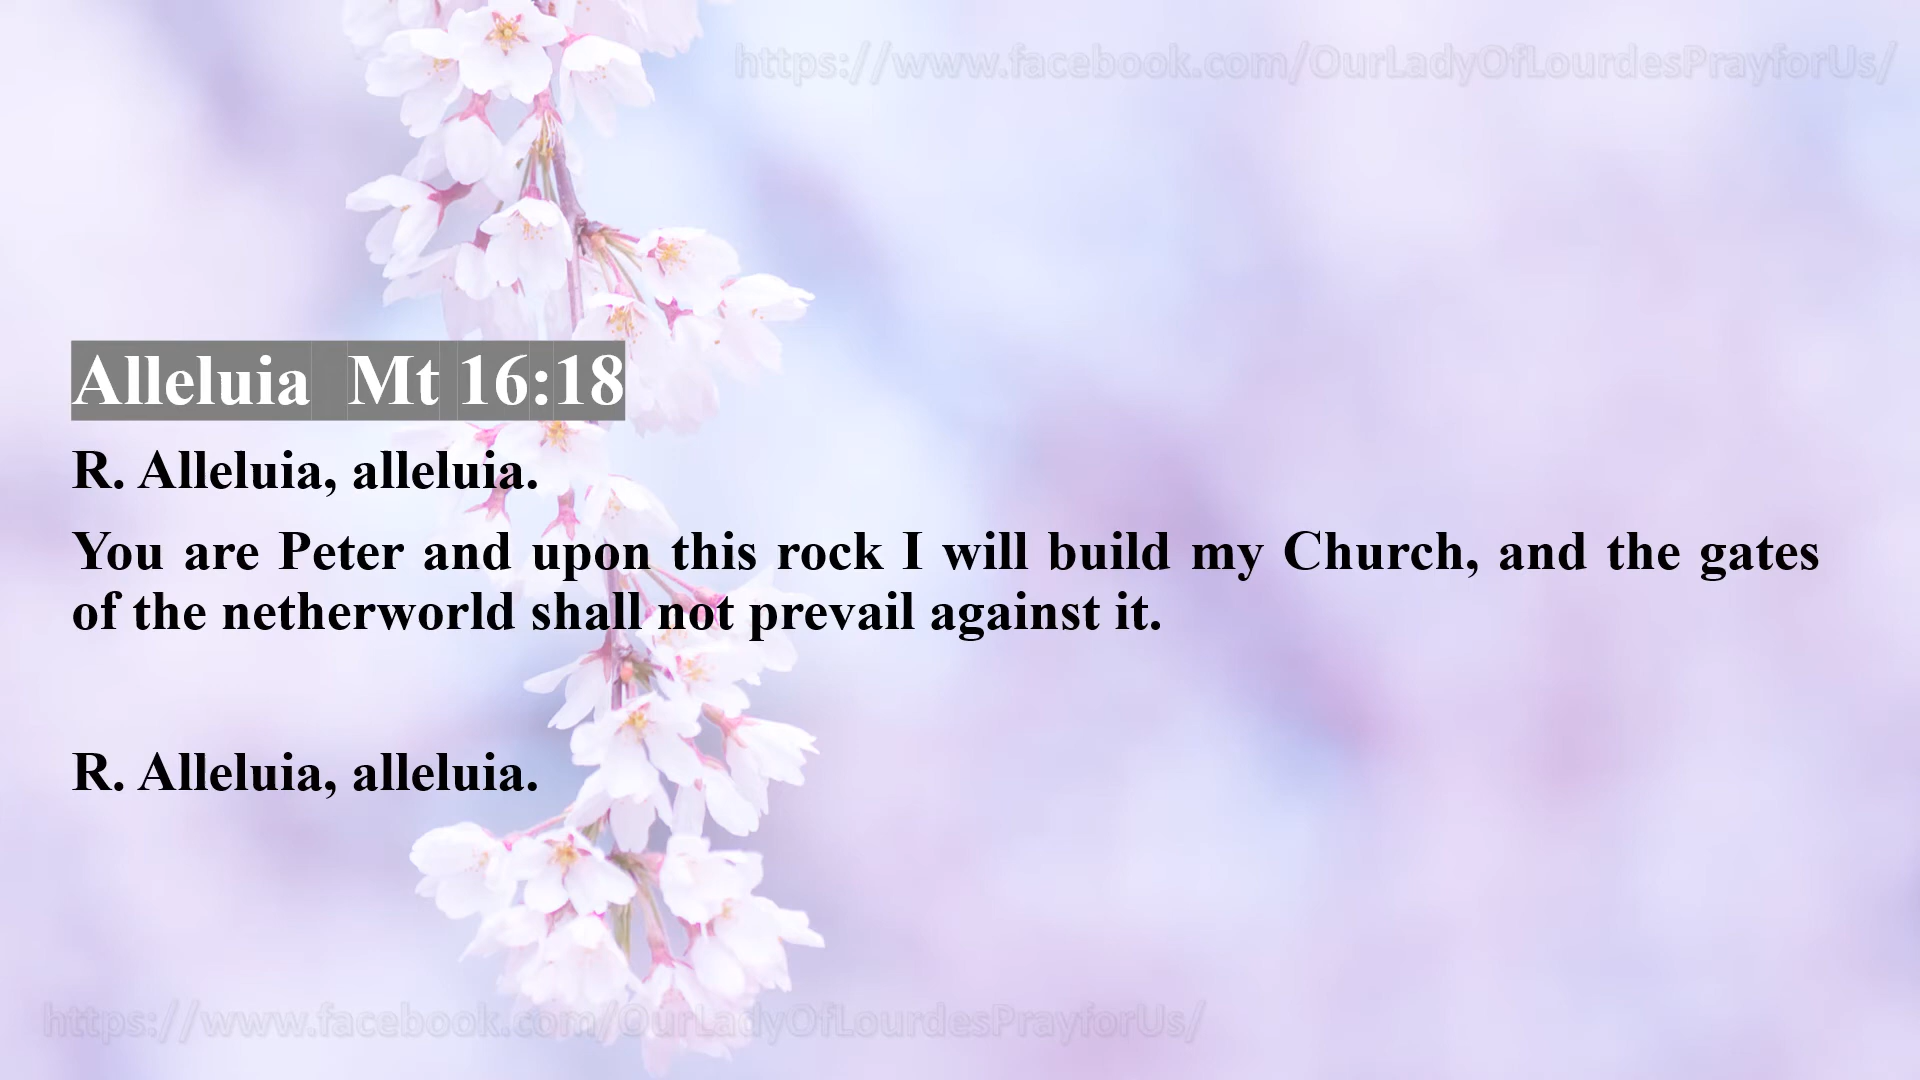 https://www.facebook.com/OurLadyOfLourdesPrayforUs/
Alleluia  Mt 16:18
R. Alleluia, alleluia.
You are Peter and upon this rock I will build my Church, and the gates
of the netherworld shall not prevail against it.
R. Alleluia, alleluia.
https://www.facebook.com/OurLadyOfLourdesPrayforUs/